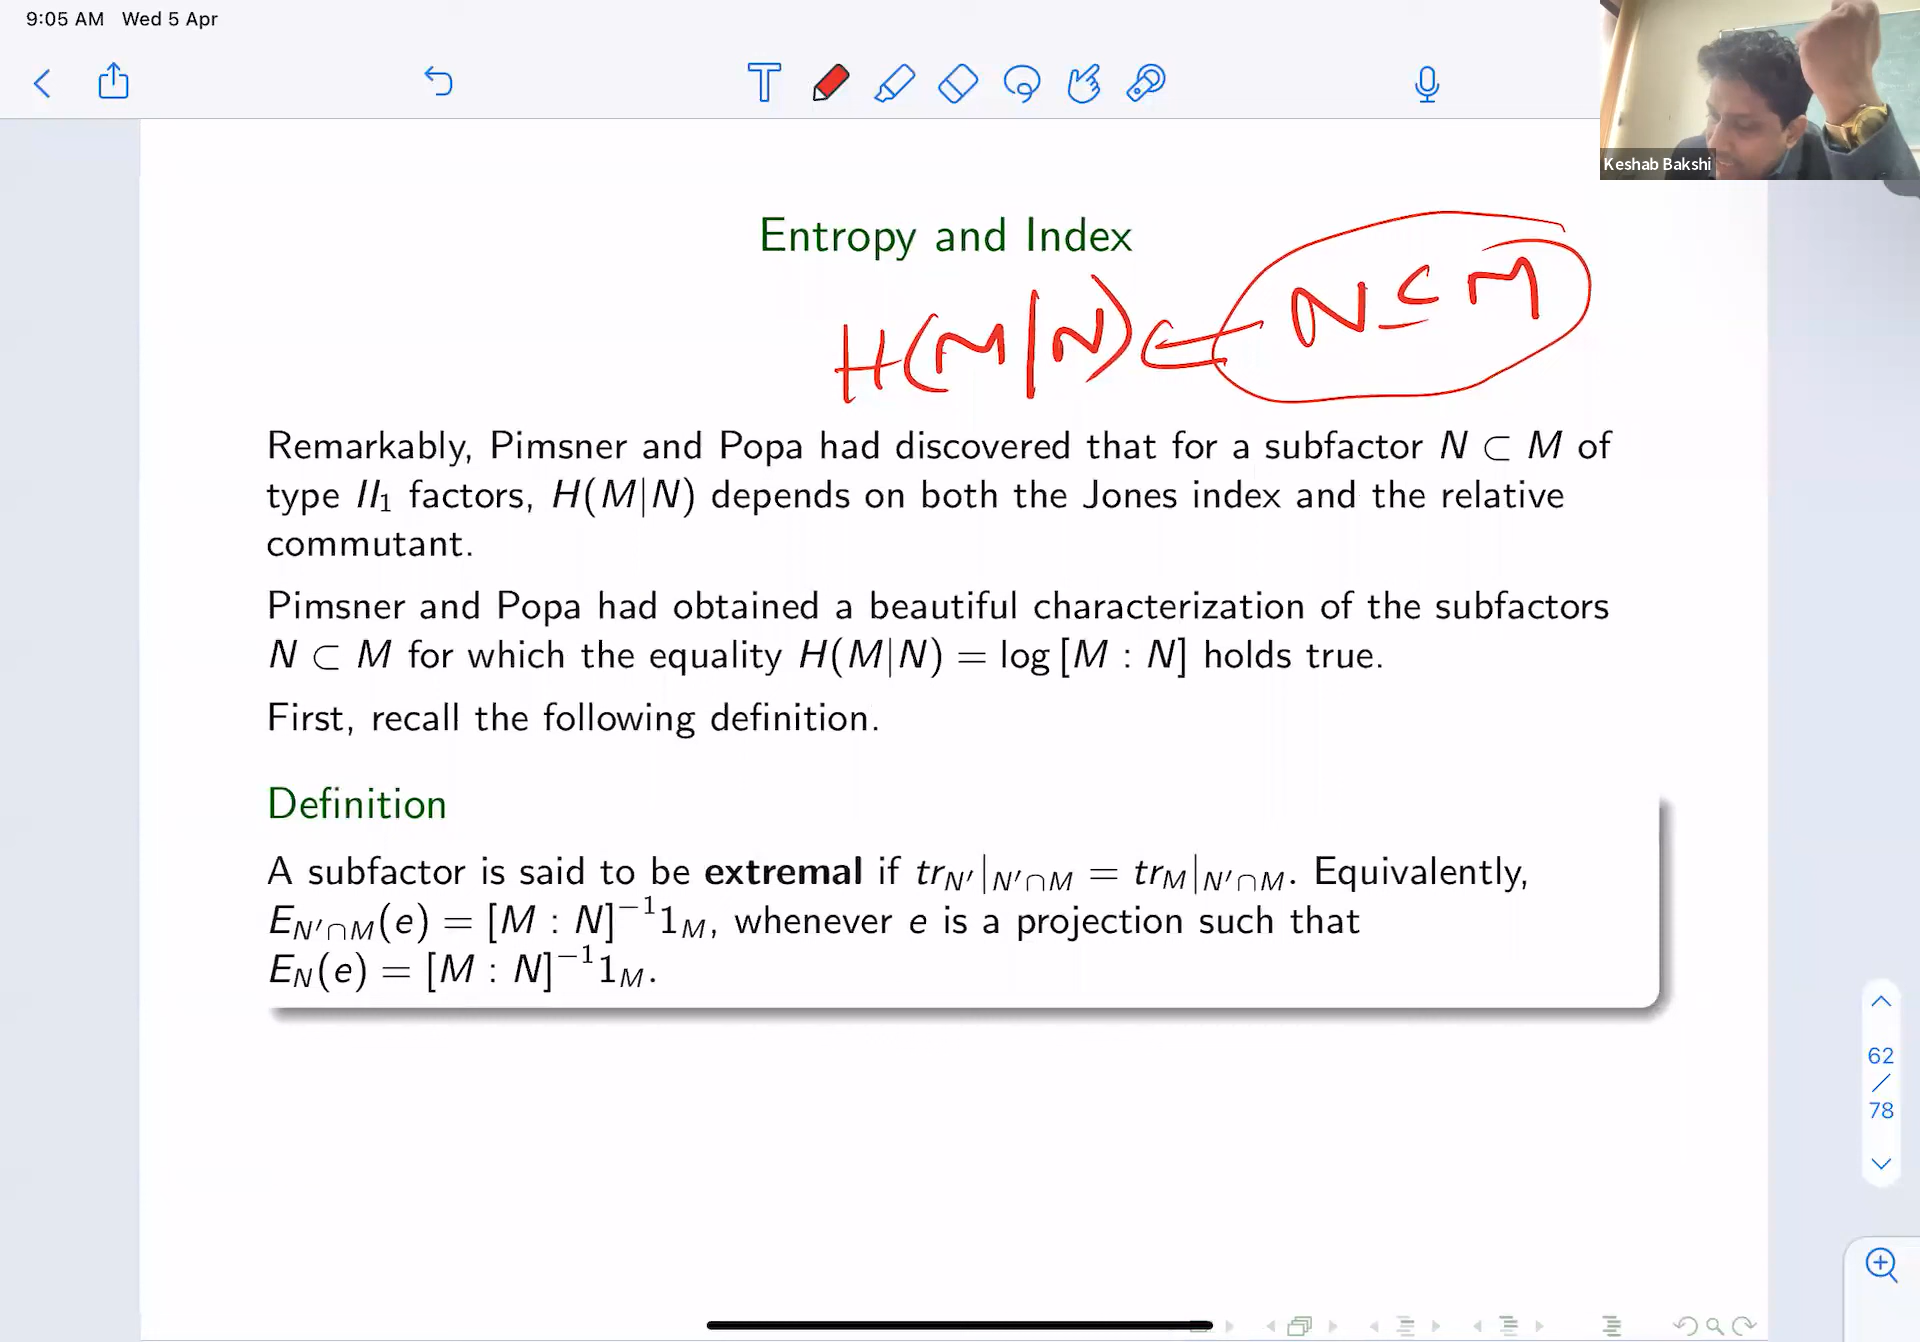 9:05 AM Wed 5 Apr
Keshab Bakshi
Entropy and Index
H(M|N) ⇐ N ⊆ M
Remarkably, Pimsner and Popa had discovered that for a subfactor N ⊂ M of
type II₁ factors, H(M|N) depends on both the Jones index and the relative
commutant.
Pimsner and Popa had obtained a beautiful characterization of the subfactors
N ⊂ M for which the equality H(M|N) = log [M : N] holds true.
First, recall the following definition.
Definition
A subfactor is said to be extremal if tr_{N′}|_{N′∩M} = tr_M|_{N′∩M}. Equivalently,
E_{N′∩M}(e) = [M : N]⁻¹1_M, whenever e is a projection such that
E_N(e) = [M : N]⁻¹1_M.
62
/
78